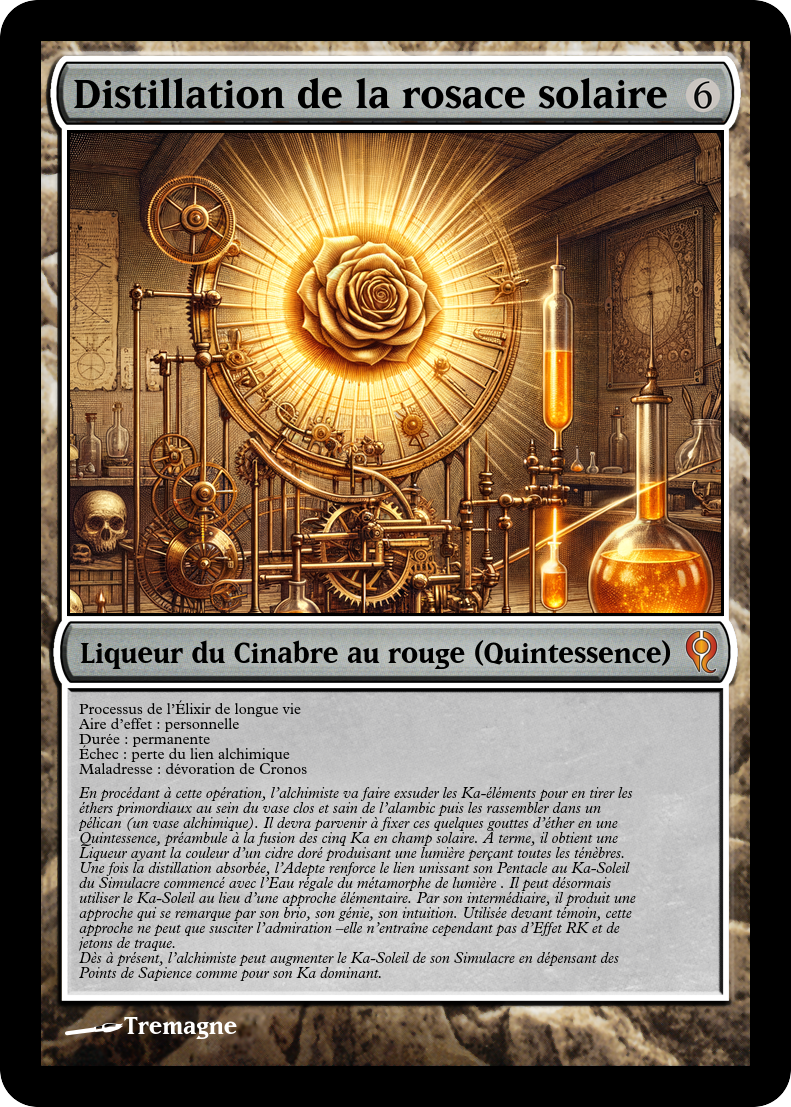 Distillation de la rosace solaire 6
Liqueur du Cinabre au rouge (Quintessence)
Processus de l'Élixir de longue vie
Aire d'effet : personnelle
Durée : permanente
Échec : perte du lien alchimique
Maladresse : dévoration de Cronos
En procédant à cette opération, l'alchimiste va faire exsuder les Ka-éléments pour en tirer les
éthers primordiaux au sein du vase clos et sain de l'alambic puis les rassembler dans un
pélican (un vase alchimique). Il devra parvenir à fixer ces quelques gouttes d'éther en une
Quintessence, préambule à la fusion des cinq Ka en champ solaire. À terme, il obtient une
Liqueur ayant la couleur d'un cidre doré produisant une lumière perçant toutes les ténèbres.
Une fois la distillation absorbée, l'Adepte renforce le lien unissant son Pentacle au Ka-Soleil
du Simulacre commencé avec l'Eau régale du métamorphe de lumière . Il peut désormais
utiliser le Ka-Soleil au lieu d'une approche élémentaire. Par son intermédiaire, il produit une
approche qui se remarque par son brio, son génie, son intuition. Utilisée devant témoin, cette
approche ne peut que susciter l'admiration –elle n'entraîne cependant pas d'Effet RK et de
jetons de traque.
Dès à présent, l'alchimiste peut augmenter le Ka-Soleil de son Simulacre en dépensant des
Points de Sapience comme pour son Ka dominant.
Tremagne